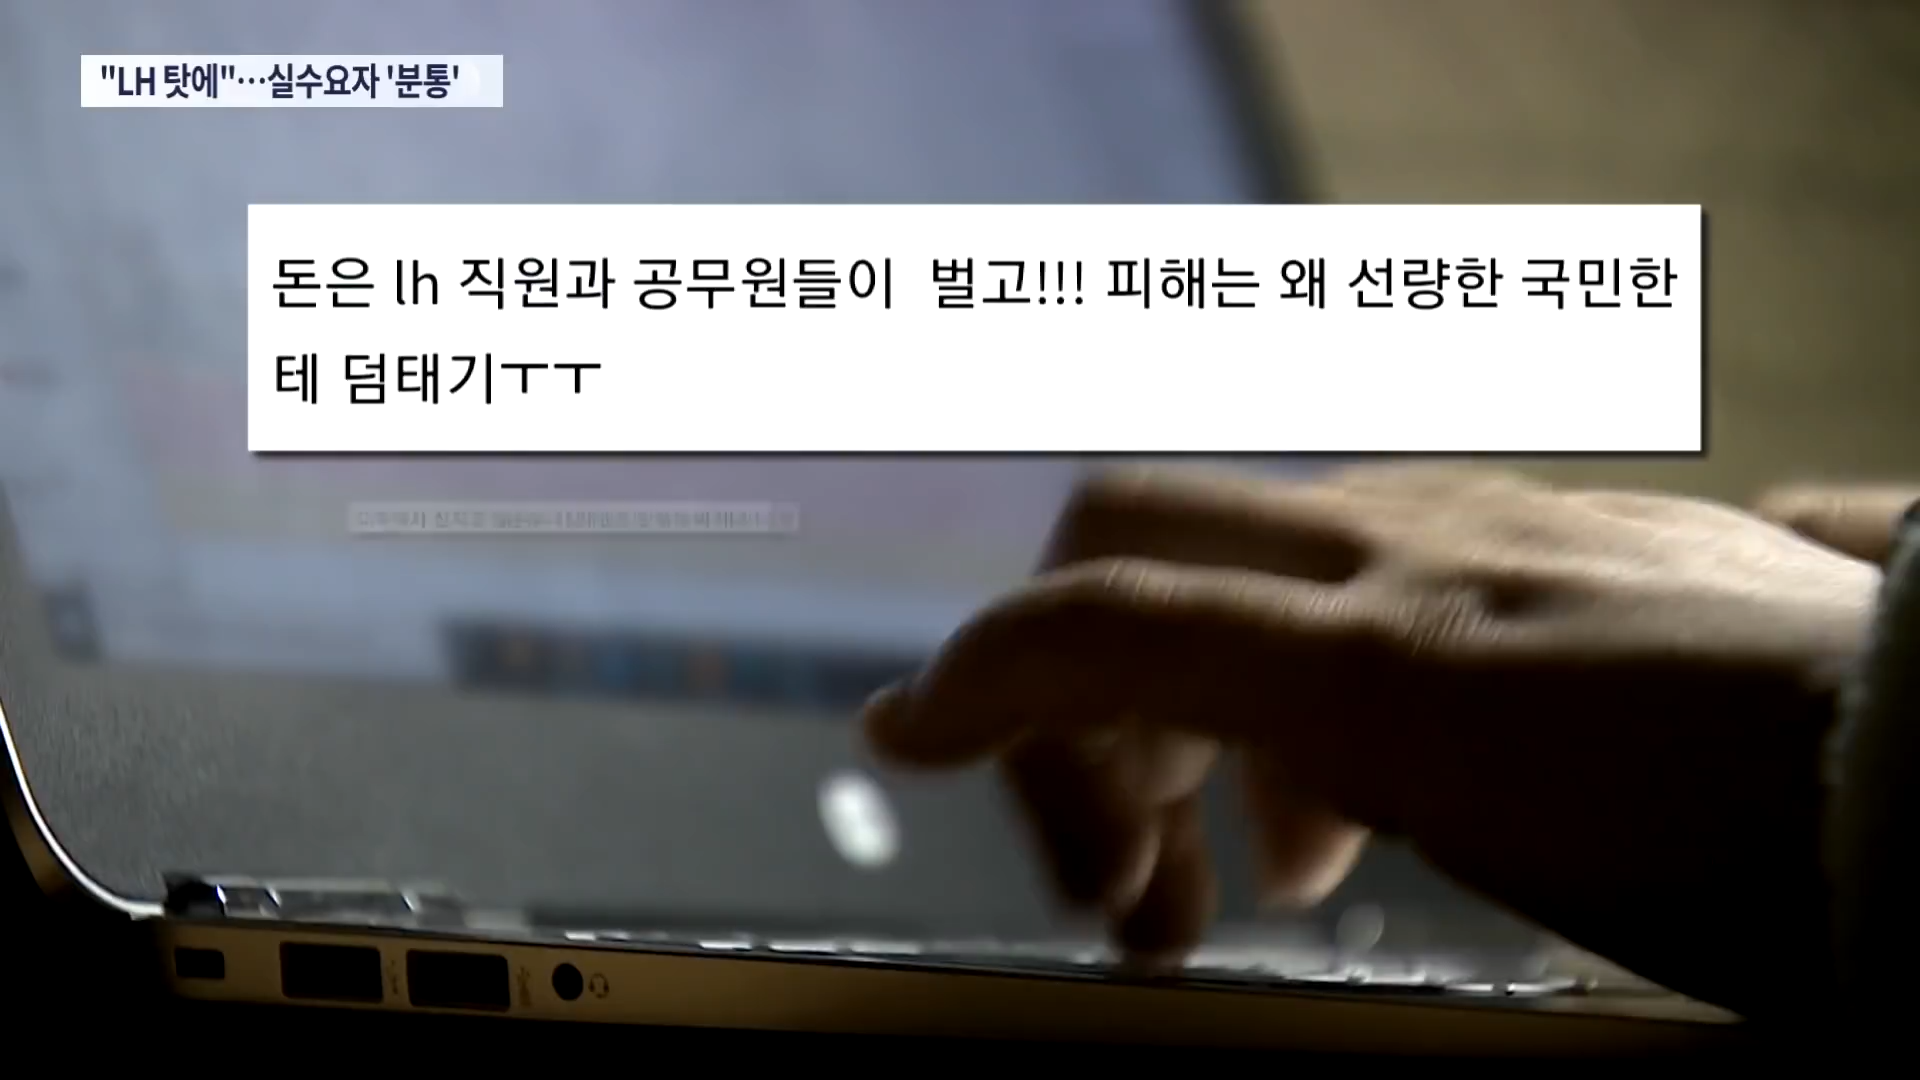 "LH 탓에"…실수요자 '분통'
돈은 lh 직원과 공무원들이  벌고!!! 피해는 왜 선량한 국민한
테 덤태기ㅜㅜ